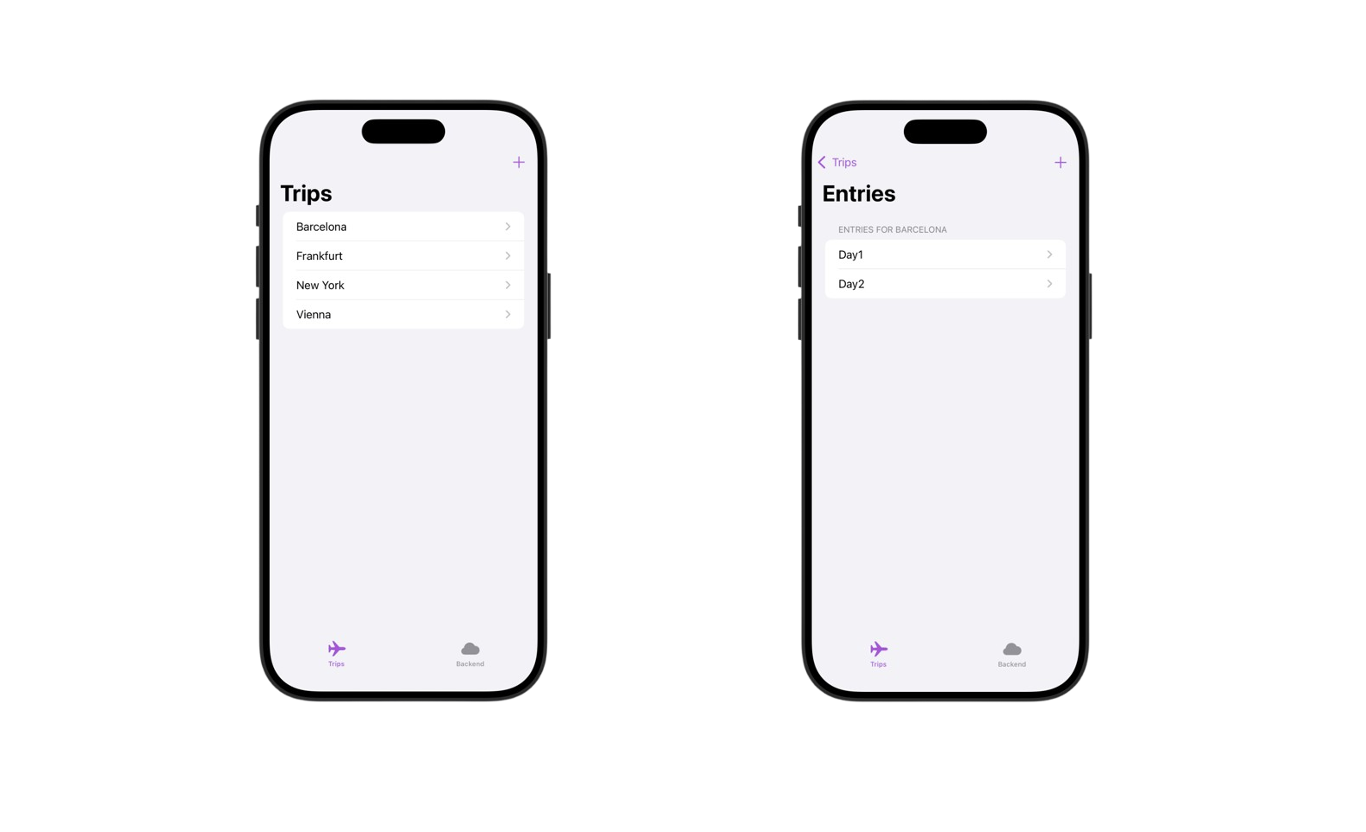 Trips
Barcelona
Frankfurt
New York
Vienna
Trips
Backend
Trips
Entries
ENTRIES FOR BARCELONA
Day1
Day2
Trips
Backend